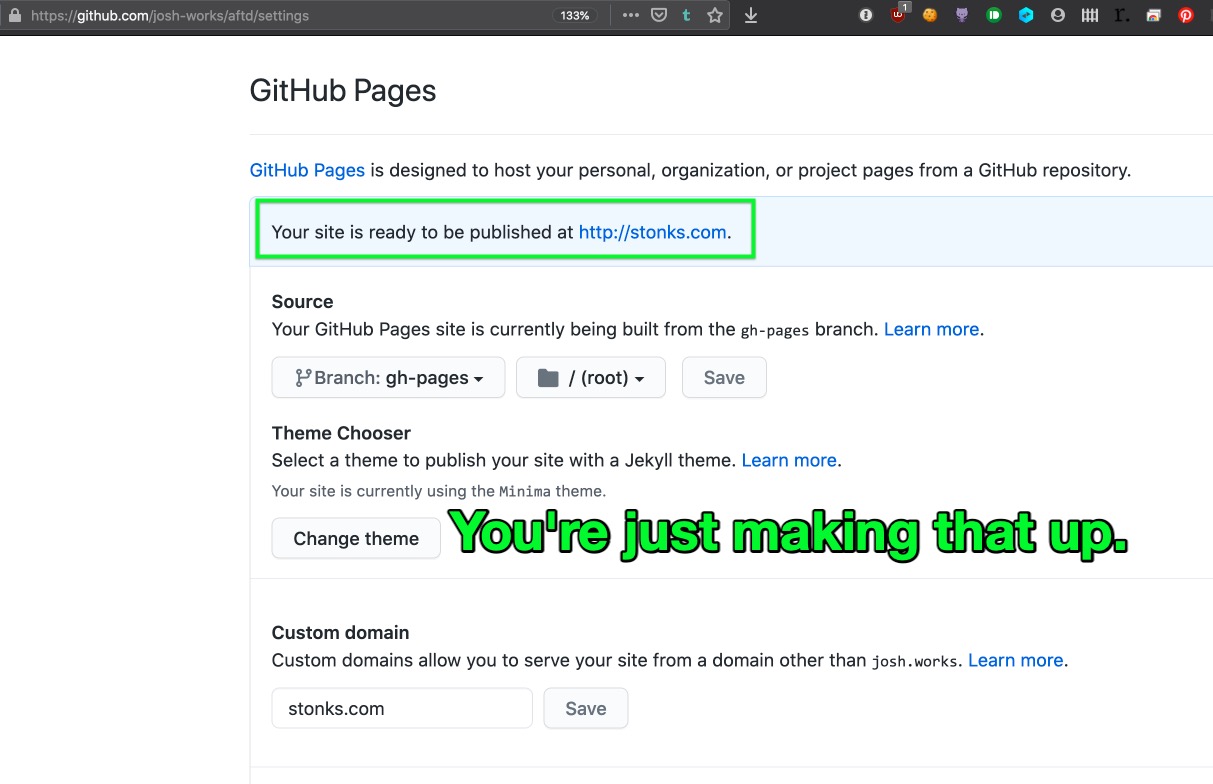 https://github.com/josh-works/aftd/settings
133%
1
GitHub Pages
GitHub Pages is designed to host your personal, organization, or project pages from a GitHub repository.
Your site is ready to be published at http://stonks.com.
Source
Your GitHub Pages site is currently being built from the gh-pages branch. Learn more.
Branch: gh-pages
/ (root)
Save
Theme Chooser
Select a theme to publish your site with a Jekyll theme. Learn more.
Your site is currently using the Minima theme.
Change theme
You're just making that up.
Custom domain
Custom domains allow you to serve your site from a domain other than josh.works. Learn more.
stonks.com
Save